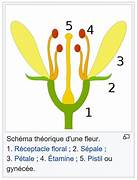 5
4
3
2
1
Schéma théorique d'une fleur.
1. Réceptacle floral ; 2. Sépale ;
3. Pétale ; 4. Étamine ; 5. Pistil ou
gynécée.